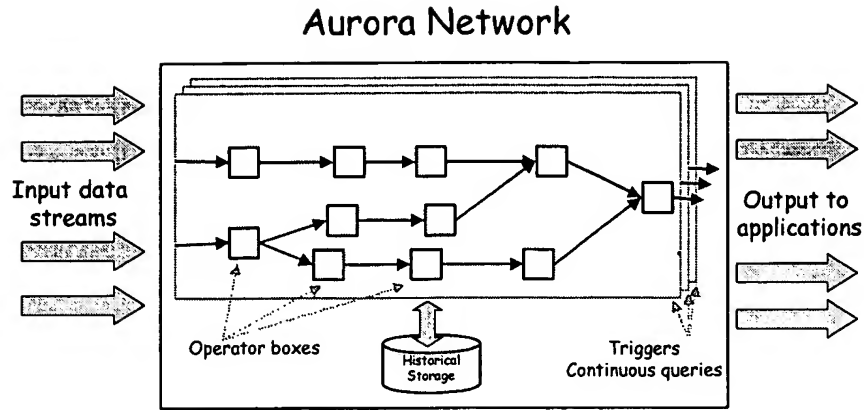 Aurora Network
Input data
streams
Output to
applications
Operator boxes
Historical
Storage
Triggers
Continuous queries